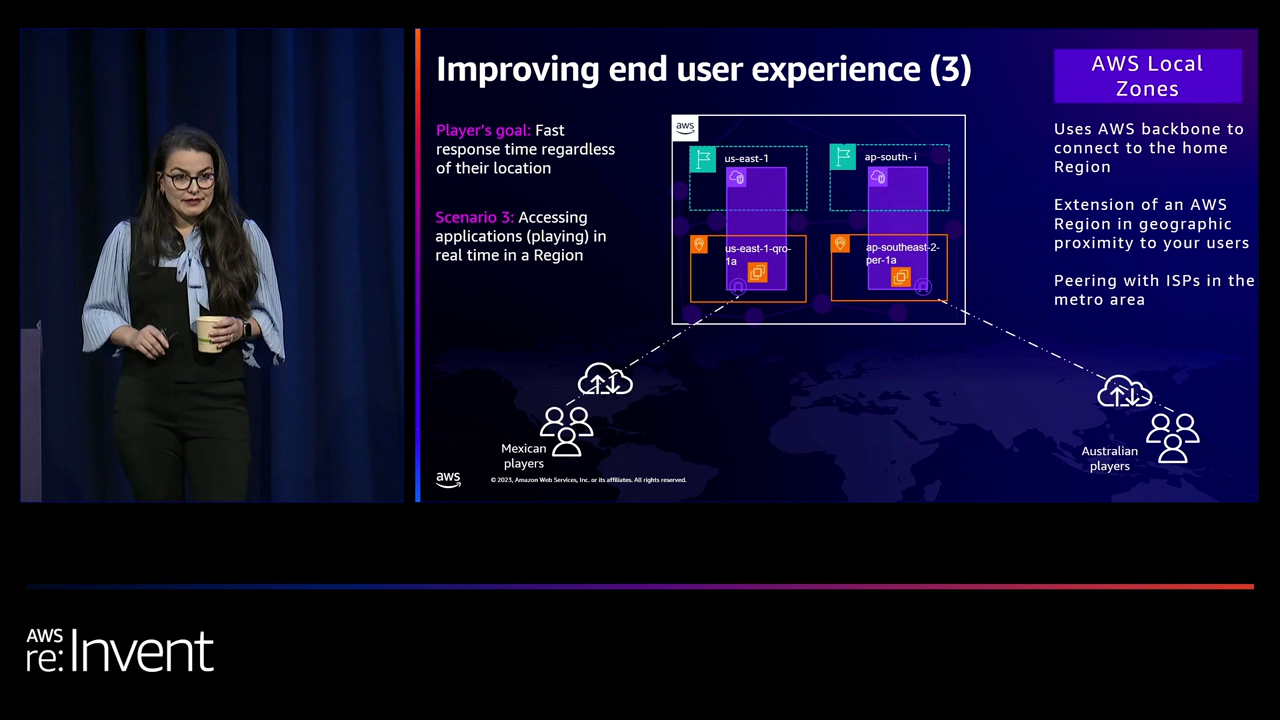 Improving end user experience (3)
AWS Local
Zones
Player's goal: Fast
response time regardless
of their location
Scenario 3: Accessing
applications (playing) in
real time in a Region
aws
us-east-1
ap-south- i
us-east-1-qro-
1a
ap-southeast-2-
per-1a
Uses AWS backbone to
connect to the home
Region
Extension of an AWS
Region in geographic
proximity to your users
Peering with ISPs in the
metro area
Mexican
players
Australian
players
aws
© 2023, Amazon Web Services, Inc. or its affiliates. All rights reserved.
AWS
re:Invent